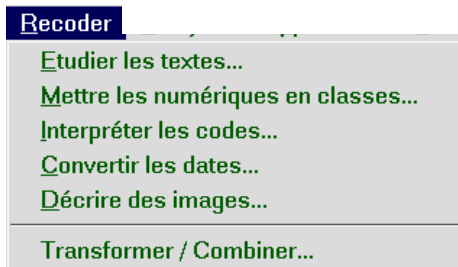 Recoder
Etudier les textes...
Mettre les numériques en classes...
Interpréter les codes...
Convertir les dates...
Décrire des images...
Transformer / Combiner...